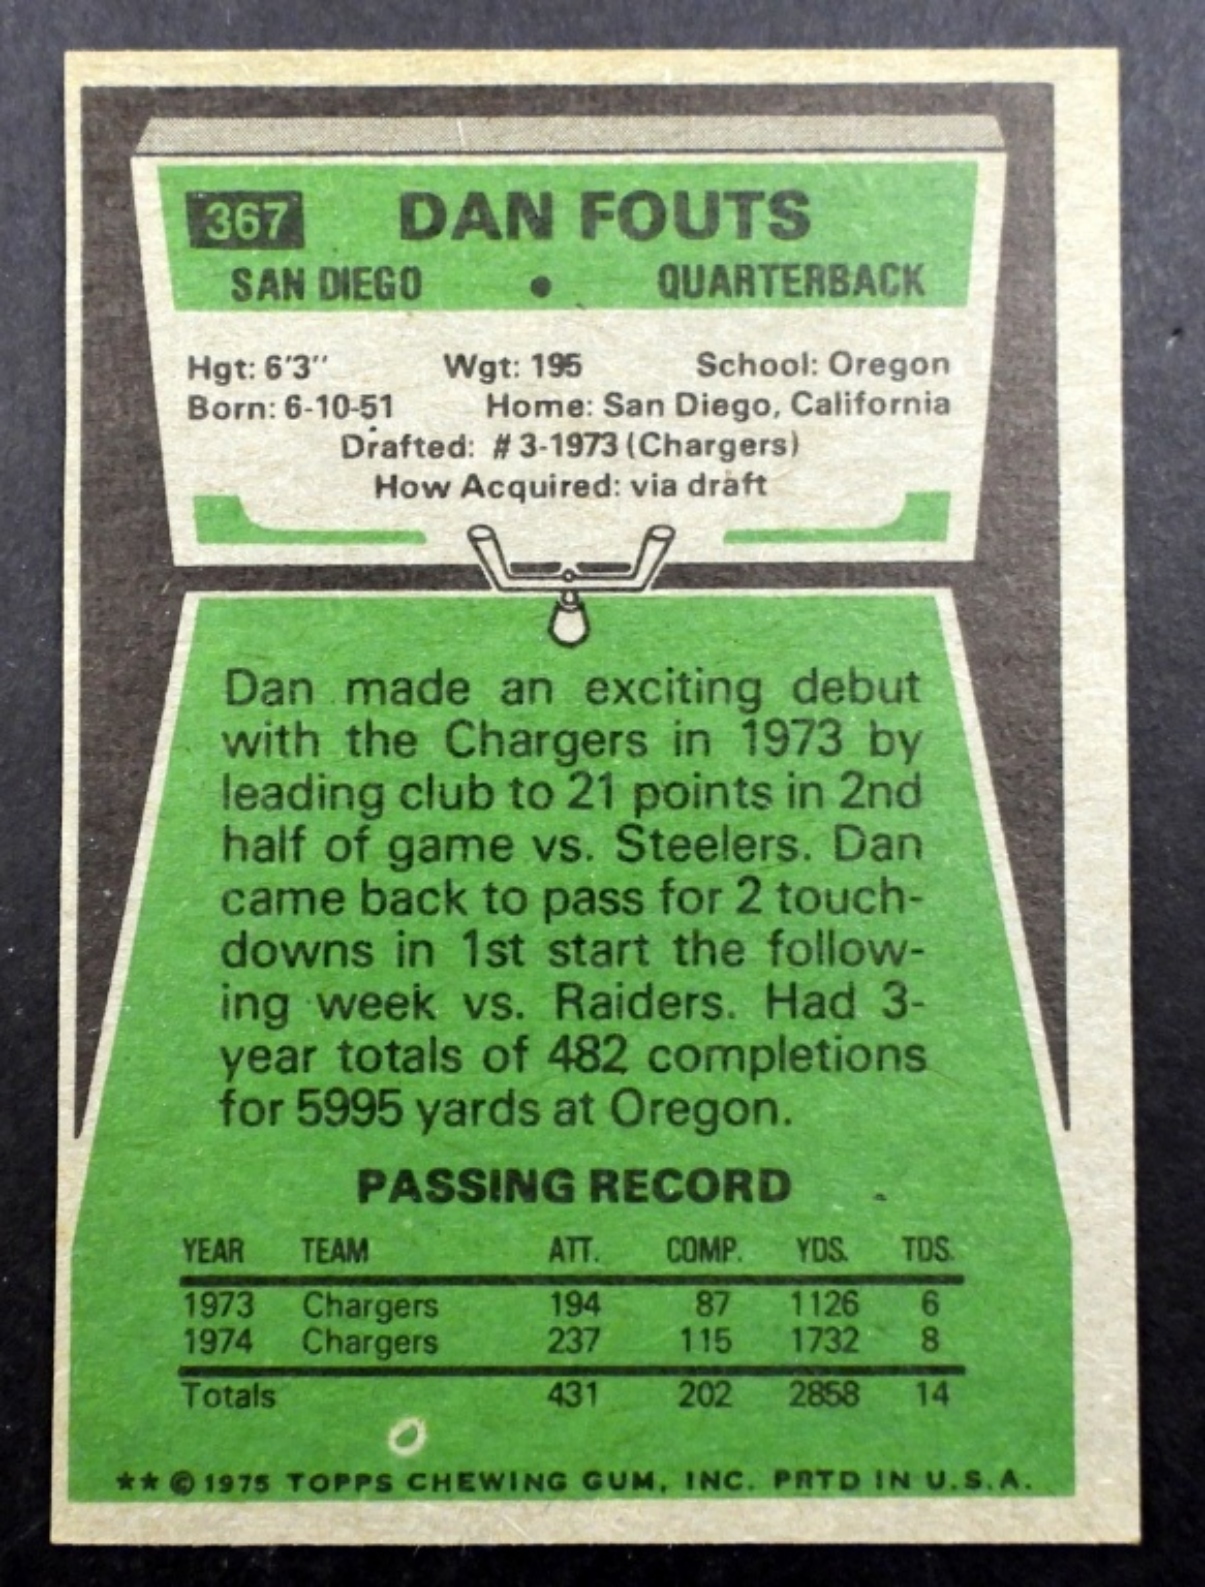 367 DAN FOUTS
SAN DIEGO • QUARTERBACK
Hgt: 6'3" Wgt: 195 School: Oregon
Born: 6-10-51 Home: San Diego, California
Drafted: #3-1973 (Chargers)
How Acquired: via draft
Dan made an exciting debut
with the Chargers in 1973 by
leading club to 21 points in 2nd
half of game vs. Steelers. Dan
came back to pass for 2 touch-
downs in 1st start the follow-
ing week vs. Raiders. Had 3-
year totals of 482 completions
for 5995 yards at Oregon.
PASSING RECORD
YEAR TEAM ATT. COMP. YDS. TDS.
1973 Chargers 194 87 1126 6
1974 Chargers 237 115 1732 8
Totals 431 202 2858 14
** © 1975 TOPPS CHEWING GUM, INC. PRTD IN U.S.A.